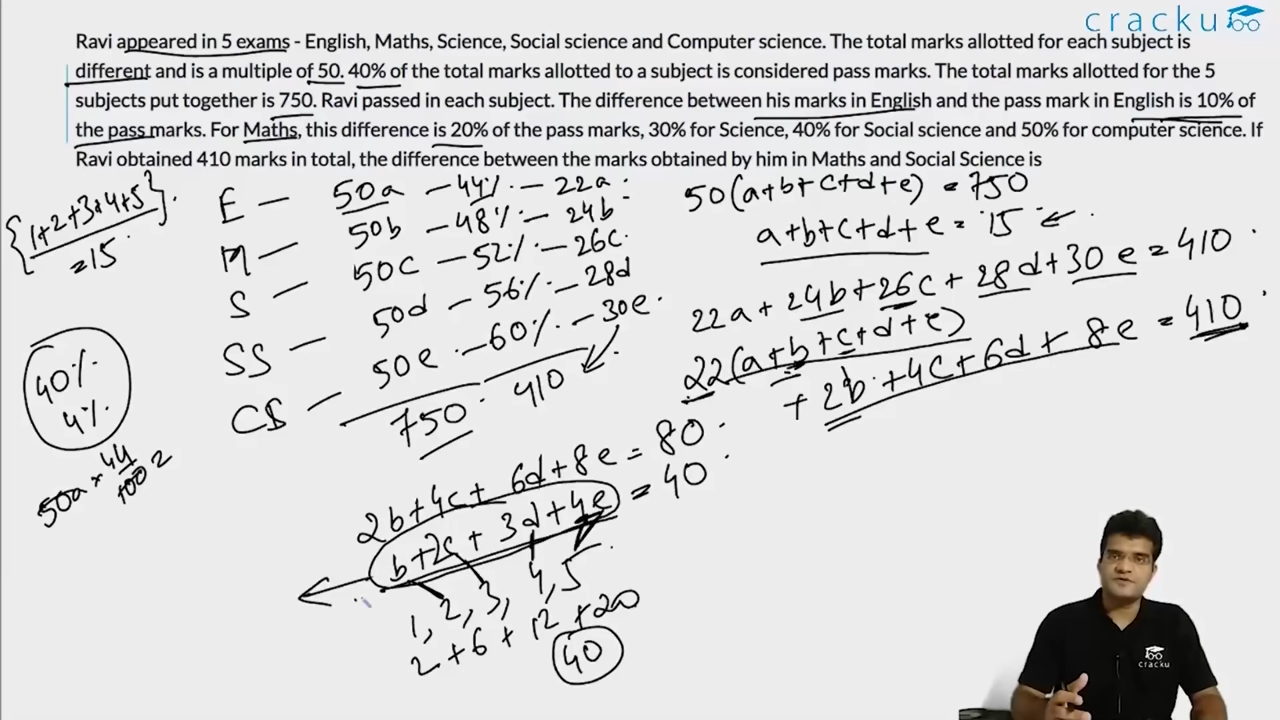 cracku
Ravi appeared in 5 exams - English, Maths, Science, Social science and Computer science. The total marks allotted for each subject is
different and is a multiple of 50. 40% of the total marks allotted to a subject is considered pass marks. The total marks allotted for the 5
subjects put together is 750. Ravi passed in each subject. The difference between his marks in English and the pass mark in English is 10% of
the pass marks. For Maths, this difference is 20% of the pass marks, 30% for Science, 40% for Social science and 50% for computer science. If
Ravi obtained 410 marks in total, the difference between the marks obtained by him in Maths and Social Science is
{1+2+3+4+5}
=15
E — 50a — 44% — 22a
M — 50b — 48% — 24b
S — 50c — 52% — 26c
SS — 50d — 56% — 28d
CS — 50e — 60% — 30e
750 410
40%
4%
50a × 44/100 =
50(a+b+c+d+e) = 750
a+b+c+d+e = 15
22a + 24b + 26c + 28d + 30e = 410
22(a+b+c+d+e)
+ 2b + 4c + 6d + 8e = 410
2b + 4c + 6d + 8e = 80
b + 2c + 3d + 4e = 40
1, 2, 3, 4, 5
2 + 6 + 12 + 20
40
cracku